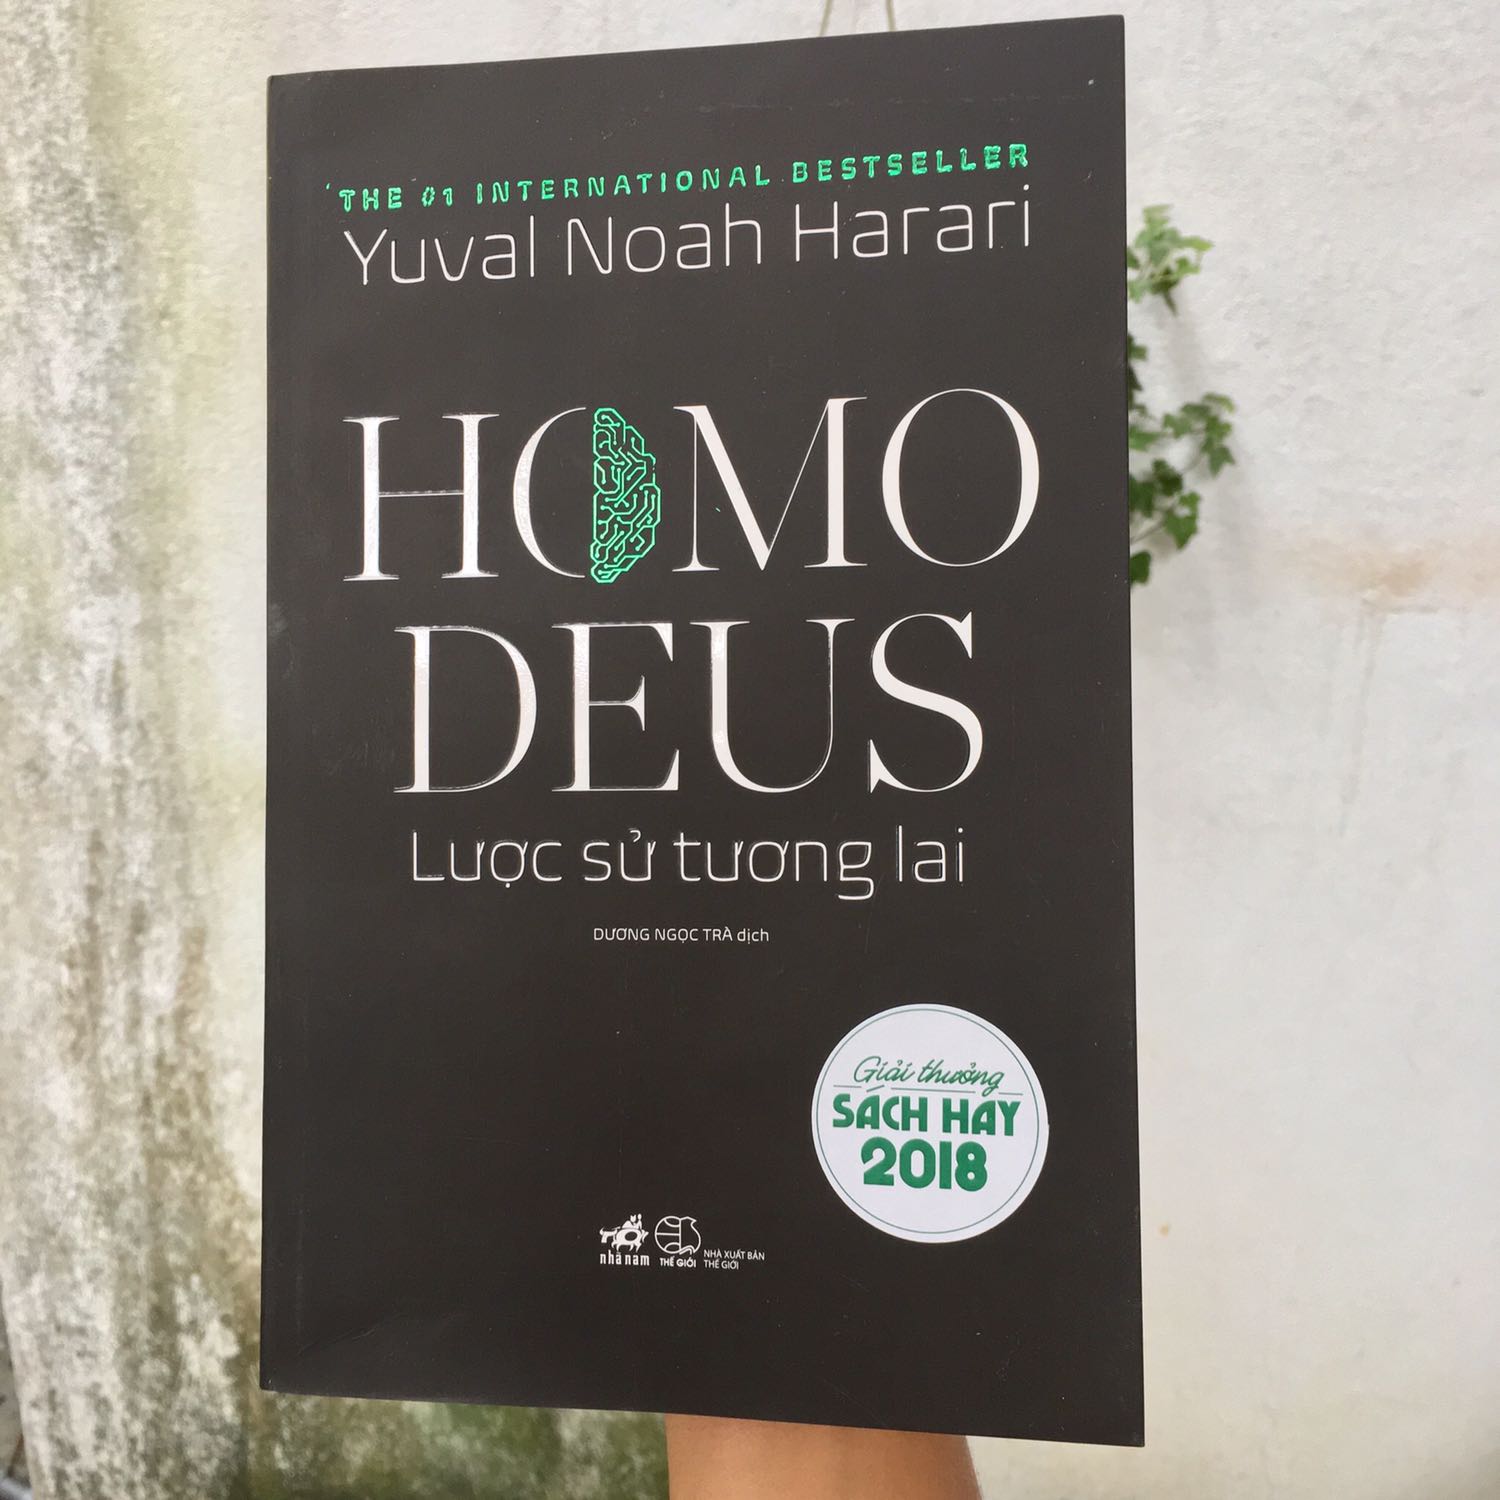 THE #1 INTERNATIONAL BESTSELLER
Yuval Noah Harari
HOMO
DEUS
Lược sử tương lai
DƯƠNG NGỌC TRÀ dịch
Giải thưởng
SÁCH HAY
2018
nhã nam
THẾ GIỚI
NHÀ XUẤT BẢN
THẾ GIỚI